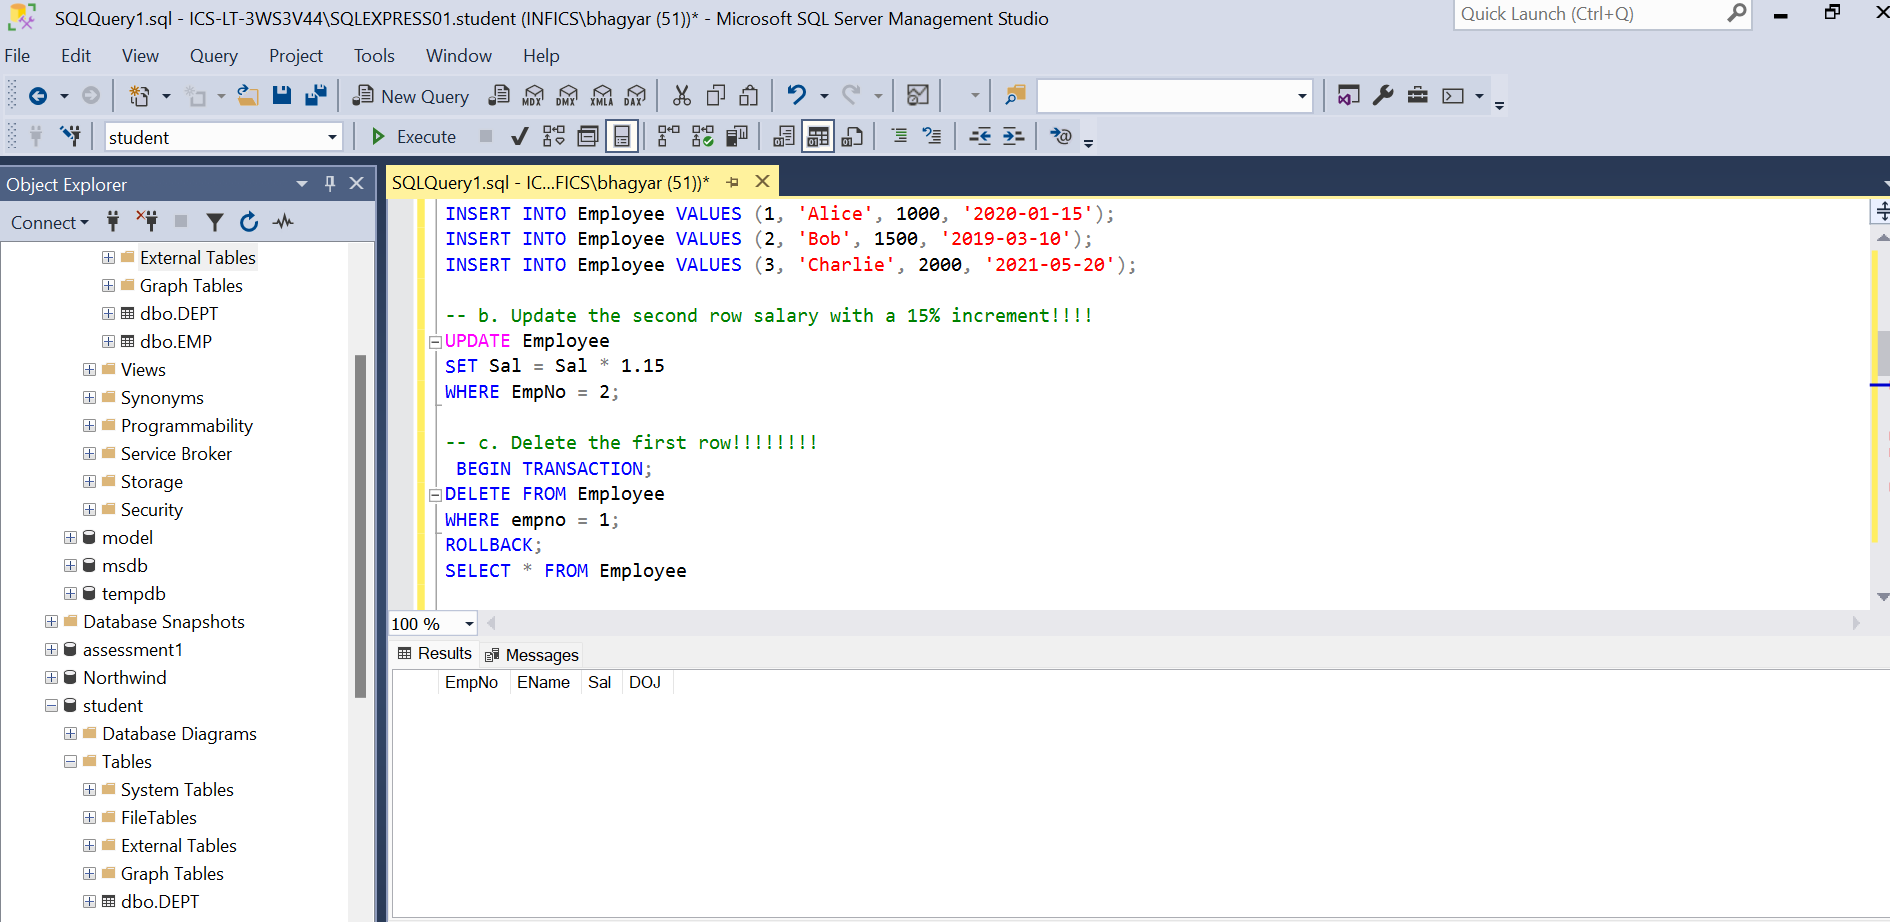 SQLQuery1.sql - ICS-LT-3WS3V44\SQLEXPRESS01.student (INFICS\bhagyar (51))* - Microsoft SQL Server Management Studio
Quick Launch (Ctrl+Q)
File Edit View Query Project Tools Window Help
New Query MDX DMX XMLA DAX
student Execute
Object Explorer
SQLQuery1.sql - IC...FICS\bhagyar (51))*
Connect
External Tables
Graph Tables
dbo.DEPT
dbo.EMP
Views
Synonyms
Programmability
Service Broker
Storage
Security
model
msdb
tempdb
Database Snapshots
assessment1
Northwind
student
Database Diagrams
Tables
System Tables
FileTables
External Tables
Graph Tables
dbo.DEPT
INSERT INTO Employee VALUES (1, 'Alice', 1000, '2020-01-15');
INSERT INTO Employee VALUES (2, 'Bob', 1500, '2019-03-10');
INSERT INTO Employee VALUES (3, 'Charlie', 2000, '2021-05-20');
-- b. Update the second row salary with a 15% increment!!!!
UPDATE Employee
SET Sal = Sal * 1.15
WHERE EmpNo = 2;
-- c. Delete the first row!!!!!!!!
BEGIN TRANSACTION;
DELETE FROM Employee
WHERE empno = 1;
ROLLBACK;
SELECT * FROM Employee
100 %
Results Messages
EmpNo EName Sal DOJ